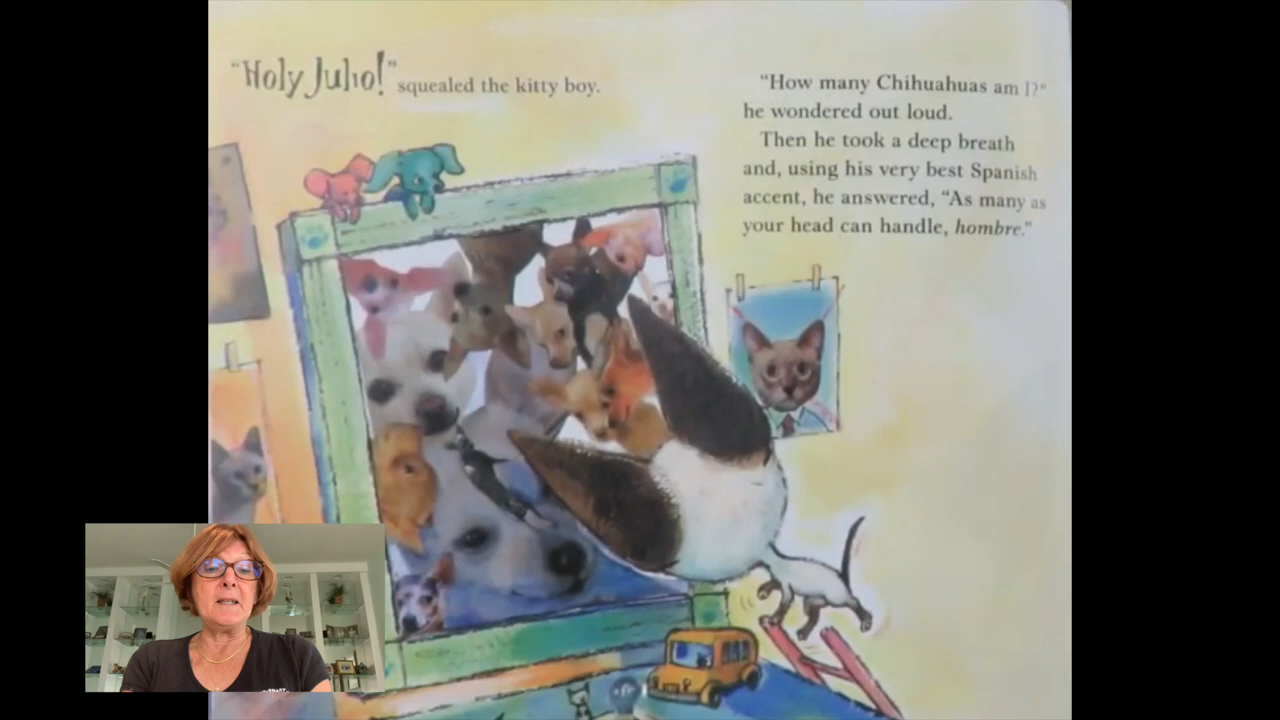 "Holy Julio!" squealed the kitty boy.
"How many Chihuahuas am I?"
he wondered out loud.
Then he took a deep breath
and, using his very best Spanish
accent, he answered, "As many as
your head can handle, hombre."